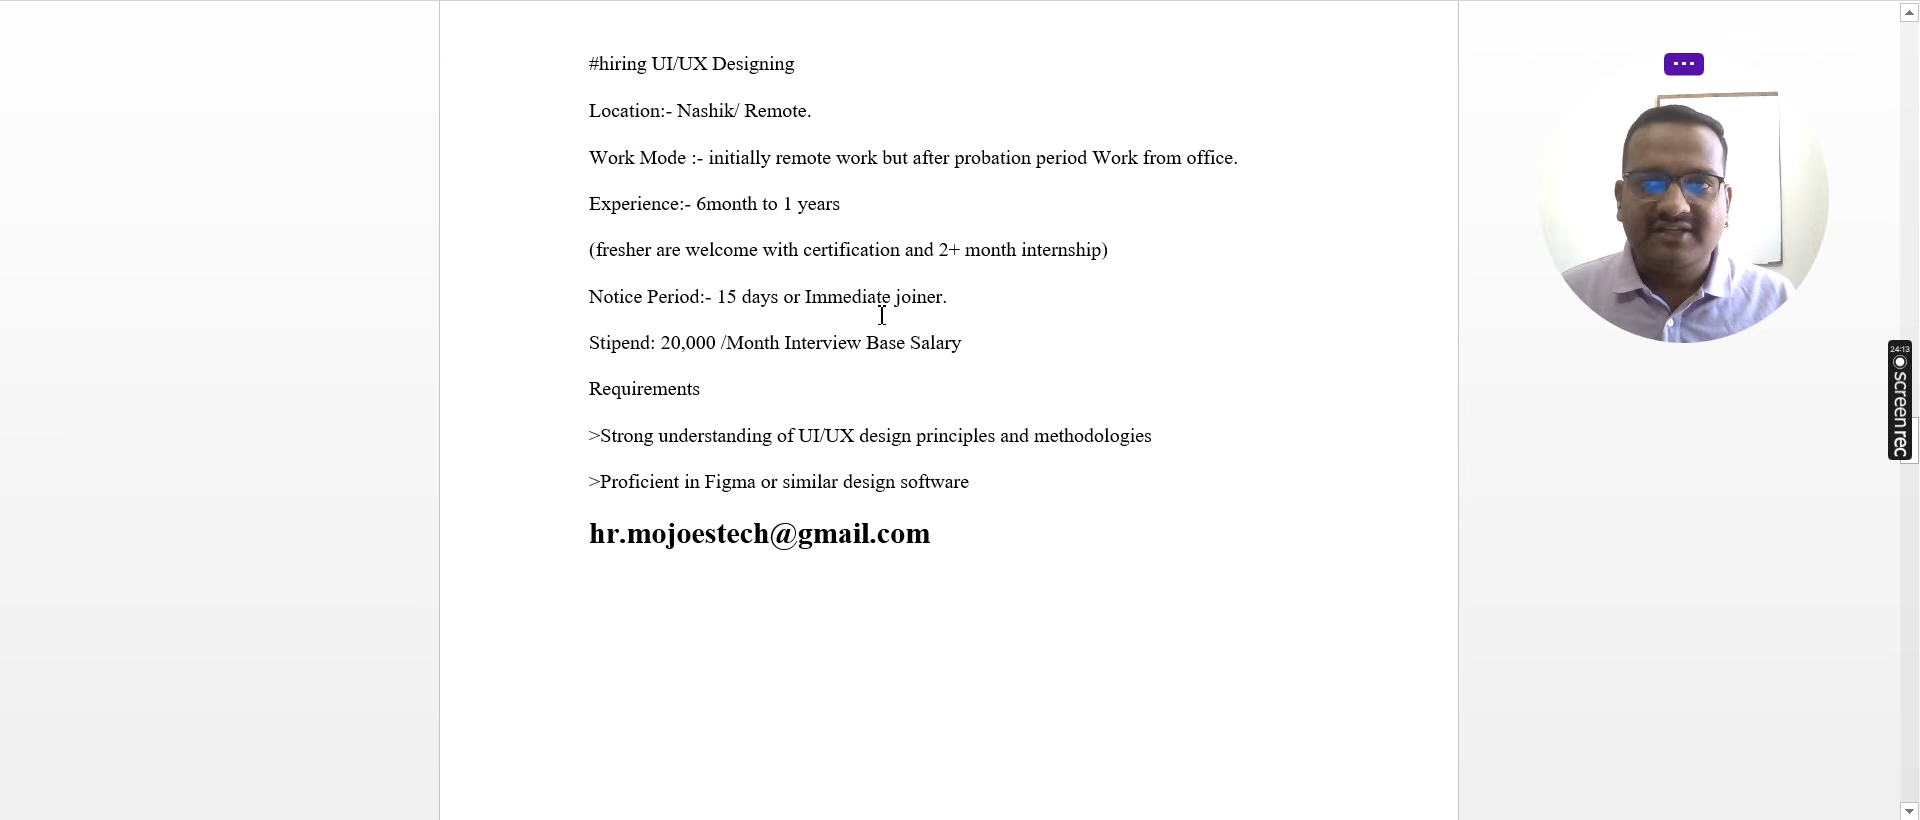 #hiring UI/UX Designing
Location:- Nashik/ Remote.
Work Mode :- initially remote work but after probation period Work from office.
Experience:- 6month to 1 years
(fresher are welcome with certification and 2+ month internship)
Notice Period:- 15 days or Immediate joiner.
Stipend: 20,000 /Month Interview Base Salary
Requirements
>Strong understanding of UI/UX design principles and methodologies
>Proficient in Figma or similar design software
hr.mojoestech@gmail.com
24:13
screenrec